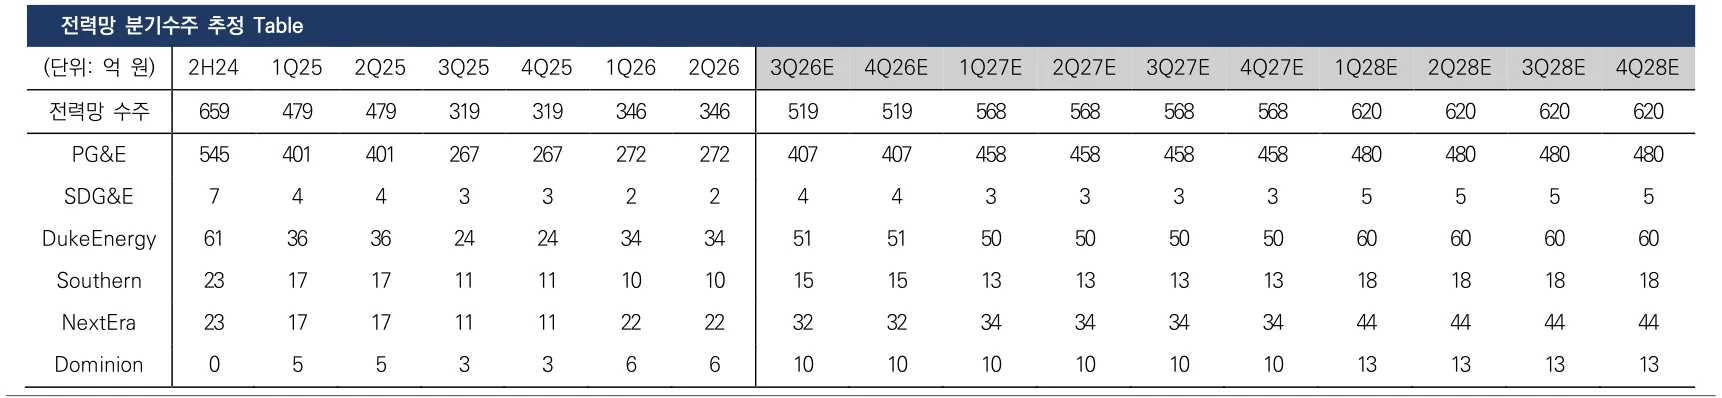 전력망 분기수주 추정 Table
(단위: 억 원) 2H24 1Q25 2Q25 3Q25 4Q25 1Q26 2Q26 3Q26E 4Q26E 1Q27E 2Q27E 3Q27E 4Q27E 1Q28E 2Q28E 3Q28E 4Q28E
전력망 수주 659 479 479 319 319 346 346 519 519 568 568 568 568 620 620 620 620
PG&E 545 401 401 267 267 272 272 407 407 458 458 458 458 480 480 480 480
SDG&E 7 4 4 3 3 2 2 4 4 3 3 3 3 5 5 5 5
DukeEnergy 61 36 36 24 24 34 34 51 51 50 50 50 50 60 60 60 60
Southern 23 17 17 11 11 10 10 15 15 13 13 13 13 18 18 18 18
NextEra 23 17 17 11 11 22 22 32 32 34 34 34 34 44 44 44 44
Dominion 0 5 5 3 3 6 6 10 10 10 10 10 10 13 13 13 13